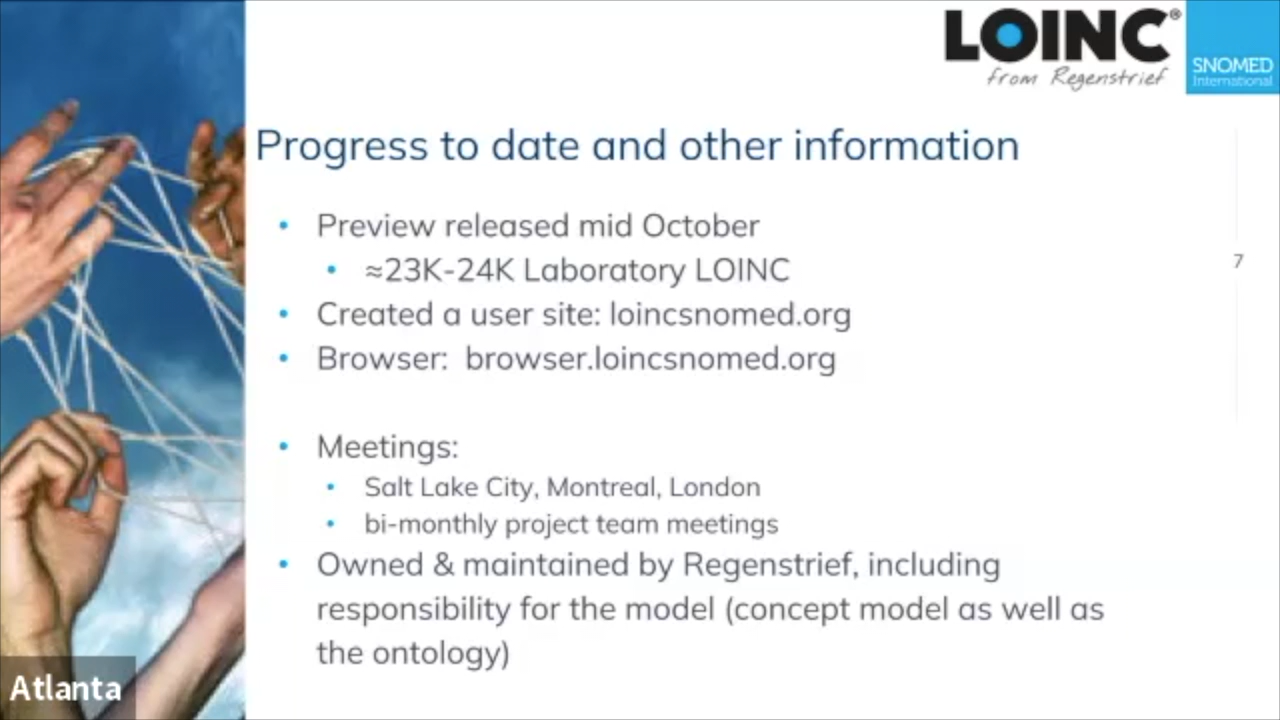 LOINC®
from Regenstrief
SNOMED
International
Progress to date and other information
• Preview released mid October
• ≈23K-24K Laboratory LOINC
7
• Created a user site: loincsnomed.org
• Browser: browser.loincsnomed.org
• Meetings:
• Salt Lake City, Montreal, London
• bi-monthly project team meetings
• Owned & maintained by Regenstrief, including
responsibility for the model (concept model as well as
the ontology)
Atlanta